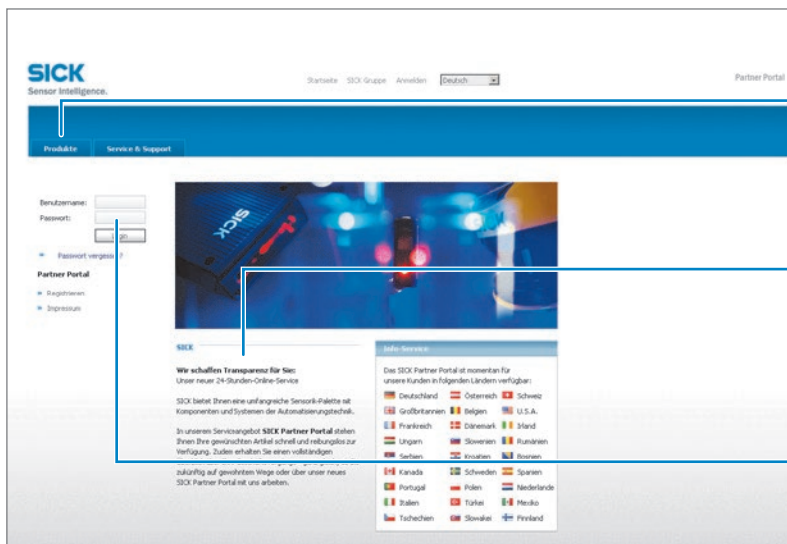 SICK
Sensor Intelligence.
Startseite SICK Gruppe Anmelden Deutsch
Partner Portal
Produkte Service & Support
Benutzername:
Passwort:
Login
Passwort vergessen?
Partner Portal
Registrieren
Impressum
SICK
SICK
Wir schaffen Transparenz für Sie:
Unser neuer 24-Stunden-Online-Service
SICK bietet Ihnen eine umfangreiche Sensorik-Palette mit
Komponenten und Systemen der Automatisierungstechnik.
In unserem Serviceangebot SICK Partner Portal stehen
Ihnen Ihre gewünschten Artikel schnell und reibungslos zur
Verfügung. Zudem erhalten Sie einen vollständigen
zukünftig auf gewohntem Wege oder über unser neues
SICK Partner Portal mit uns arbeiten.
Info-Service
Das SICK Partner Portal ist momentan für
unsere Kunden in folgenden Ländern verfügbar:
Deutschland Österreich Schweiz
Großbritannien Belgien U.S.A.
Frankreich Dänemark Irland
Ungarn Slowenien Rumänien
Serbien Kroatien Bosnien
Kanada Schweden Spanien
Portugal Polen Niederlande
Italien Türkei Mexiko
Tschechien Slowakei Finnland